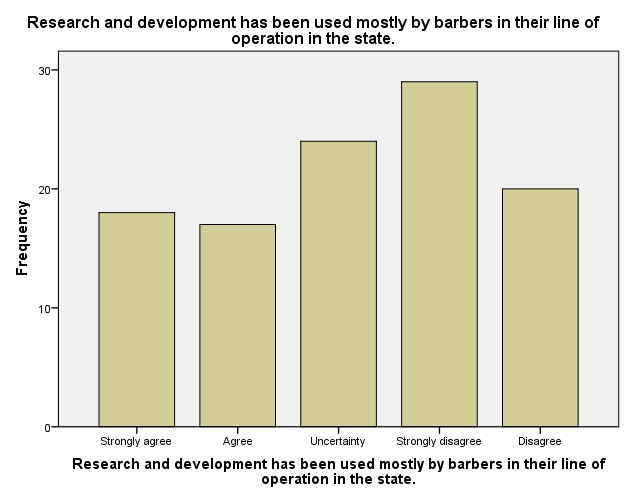 Research and development has been used mostly by barbers in their line of
operation in the state.
30
20
10
0
Frequency
Strongly agree
Agree
Uncertainty
Strongly disagree
Disagree
Research and development has been used mostly by barbers in their line of
operation in the state.